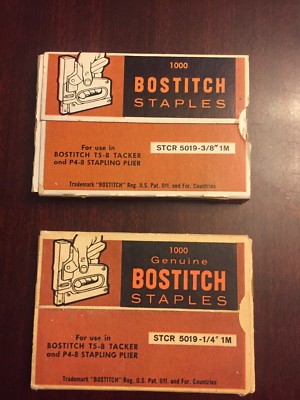 1000
BOSTITCH
STAPLES
For use in
BOSTITCH T5-8 TACKER
and P4-8 STAPLING PLIER
STCR 5019-3/8" 1M
Trademark "BOSTITCH" Reg. U.S. Pat. Off. and For. Countries
1000
Genuine
BOSTITCH
STAPLES
For use in
BOSTITCH T5-8 TACKER
and P4-8 STAPLING PLIER
STCR 5019-1/4" 1M
Trademark "BOSTITCH" Reg. U.S. Pat. Off. and For. Countries